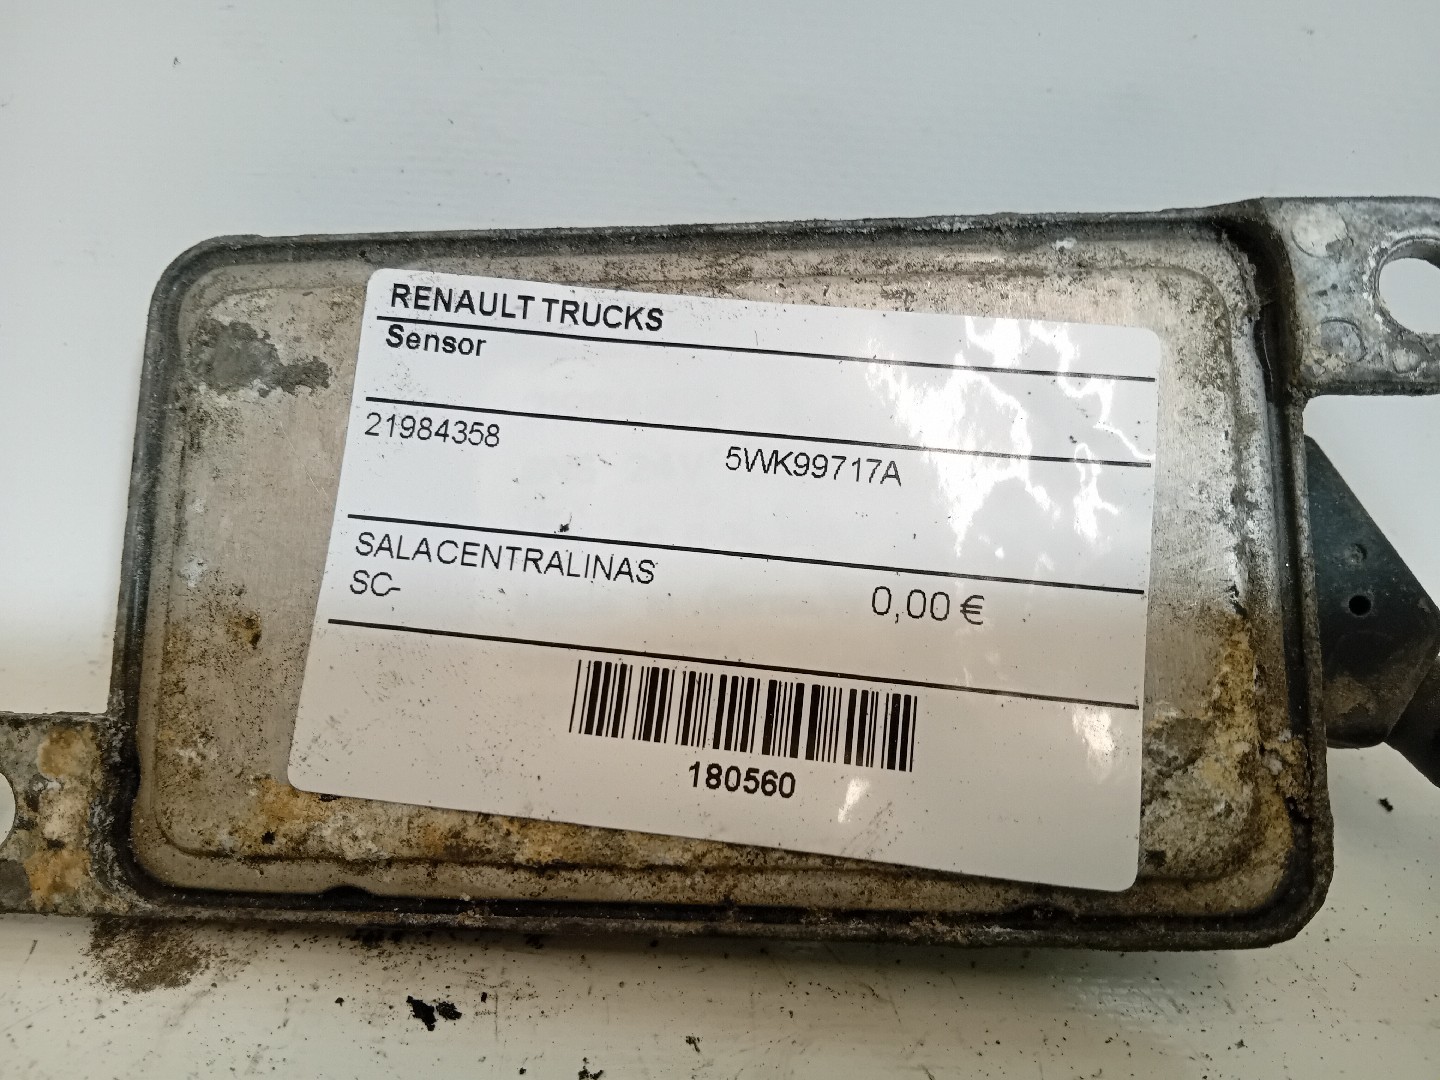 RENAULT TRUCKS
Sensor
21984358 5WK99717A
SALACENTRALINAS 0,00 €
SC-
180560